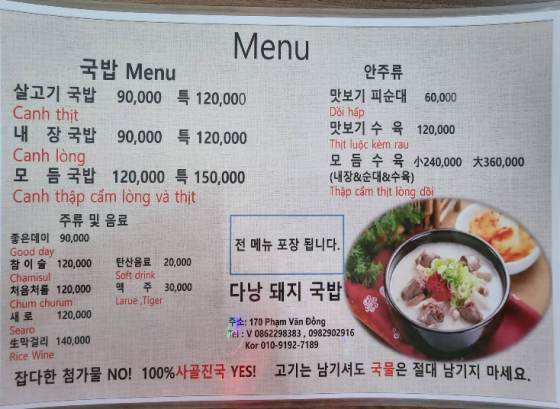 Menu
국밥 Menu
살고기 국밥 90,000 특 120,000
Canh thịt
내 장 국밥 90,000 특 120,000
Canh lòng
모 듬 국밥 120,000 특 150,000
Canh thập cẩm lòng và thịt
안주류
맛보기 피순대 60,000
Dồi hấp
맛보기 수 육 120,000
Thịt luộc kèm rau
모 듬 수 육 小240,000 大360,000
(내장&순대&수육)
Thập cẩm thịt lòng dồi
주류 및 음료
좋은데이 90,000
Good day
참 이 슬 120,000
Chamisul
처음처룸 120,000
Chum churum
새 로 120,000
Searo
生막걸리 140,000
Rice Wine
탄산음료 20,000
Soft drink
맥 주 30,000
Larue ,Tiger
전 메뉴 포장 됩니다.
다낭 돼지 국밥
주소: 170 Phạm Văn Đồng
Tel : V 0862298383 , 0982902916
Kor 010-9192-7189
잡다한 첨가물 NO! 100%사골진국 YES! 고기는 남기셔도 국물은 절대 남기지 마세요.